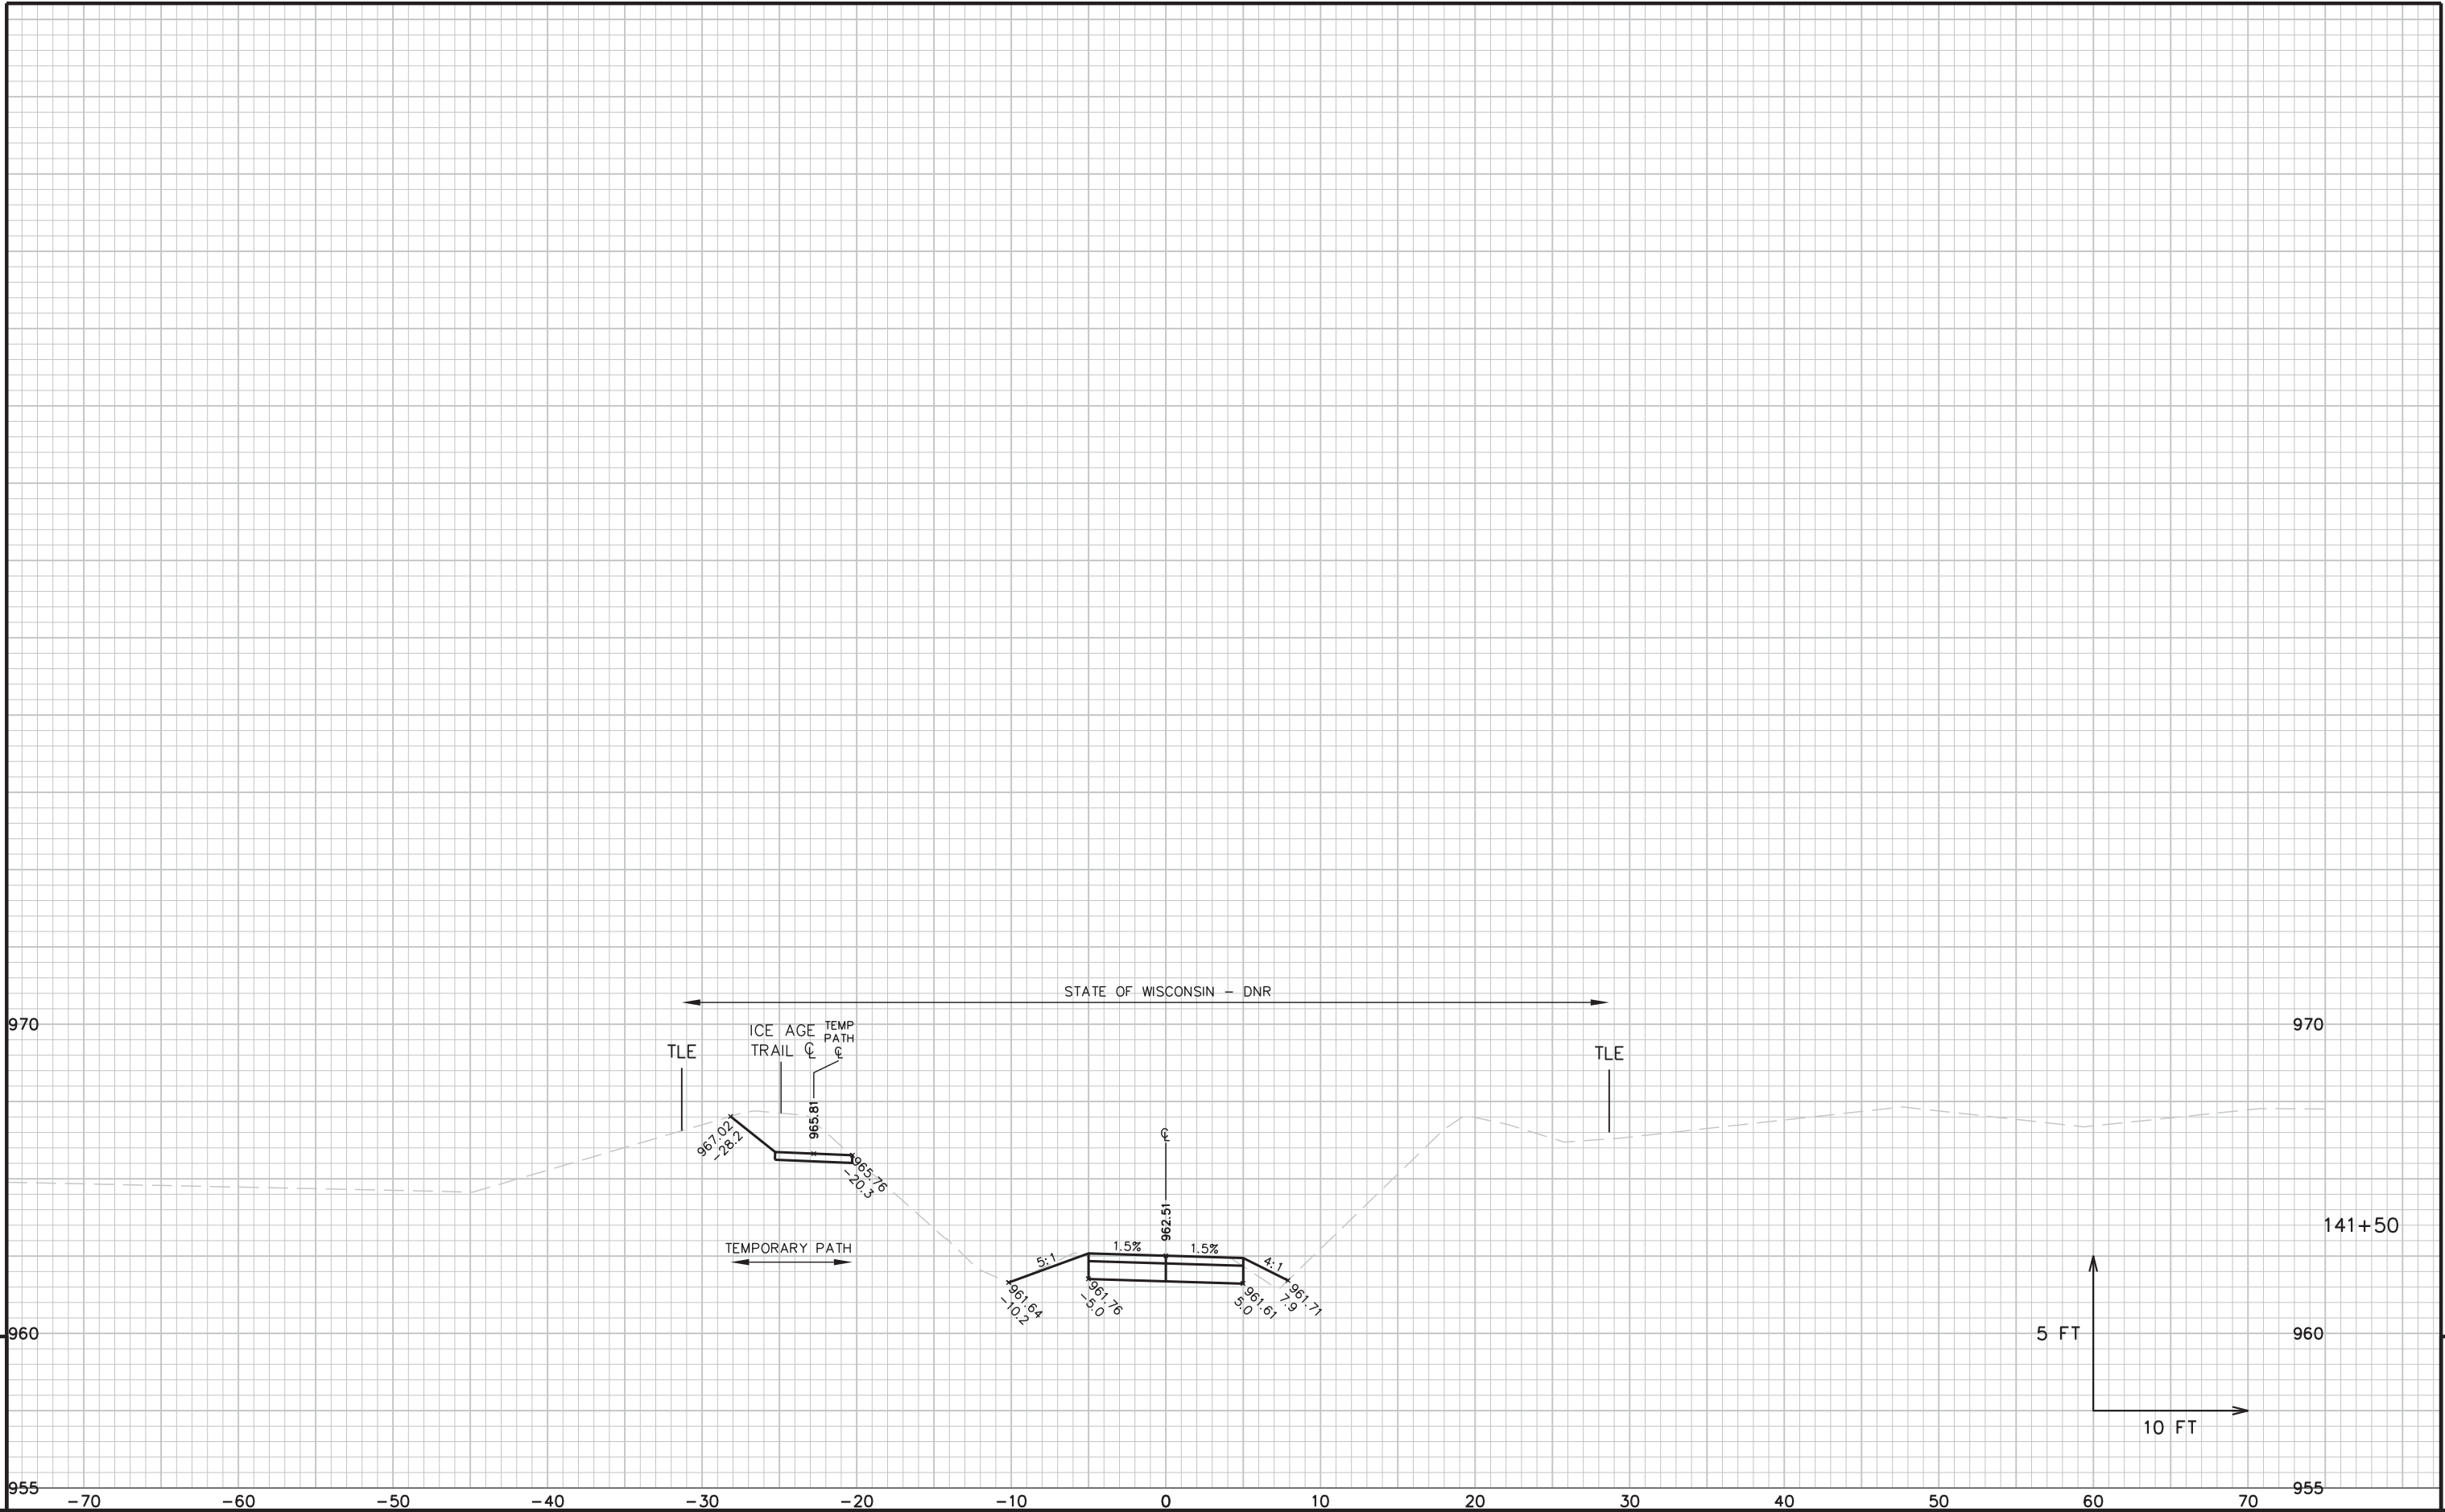 STATE OF WISCONSIN - DNR
970
970
ICE AGE
TRAIL ℄
TEMP
PATH
℄
TLE
TLE
965.81
967.02
-28.2
965.76
-20.3
℄
962.51
141+50
TEMPORARY PATH
5:1
1.5%
1.5%
4:1
961.64
-10.2
961.76
-5.0
961.61
5.0
961.71
7.9
960
5 FT
960
10 FT
955
955
-70 -60 -50 -40 -30 -20 -10 0 10 20 30 40 50 60 70